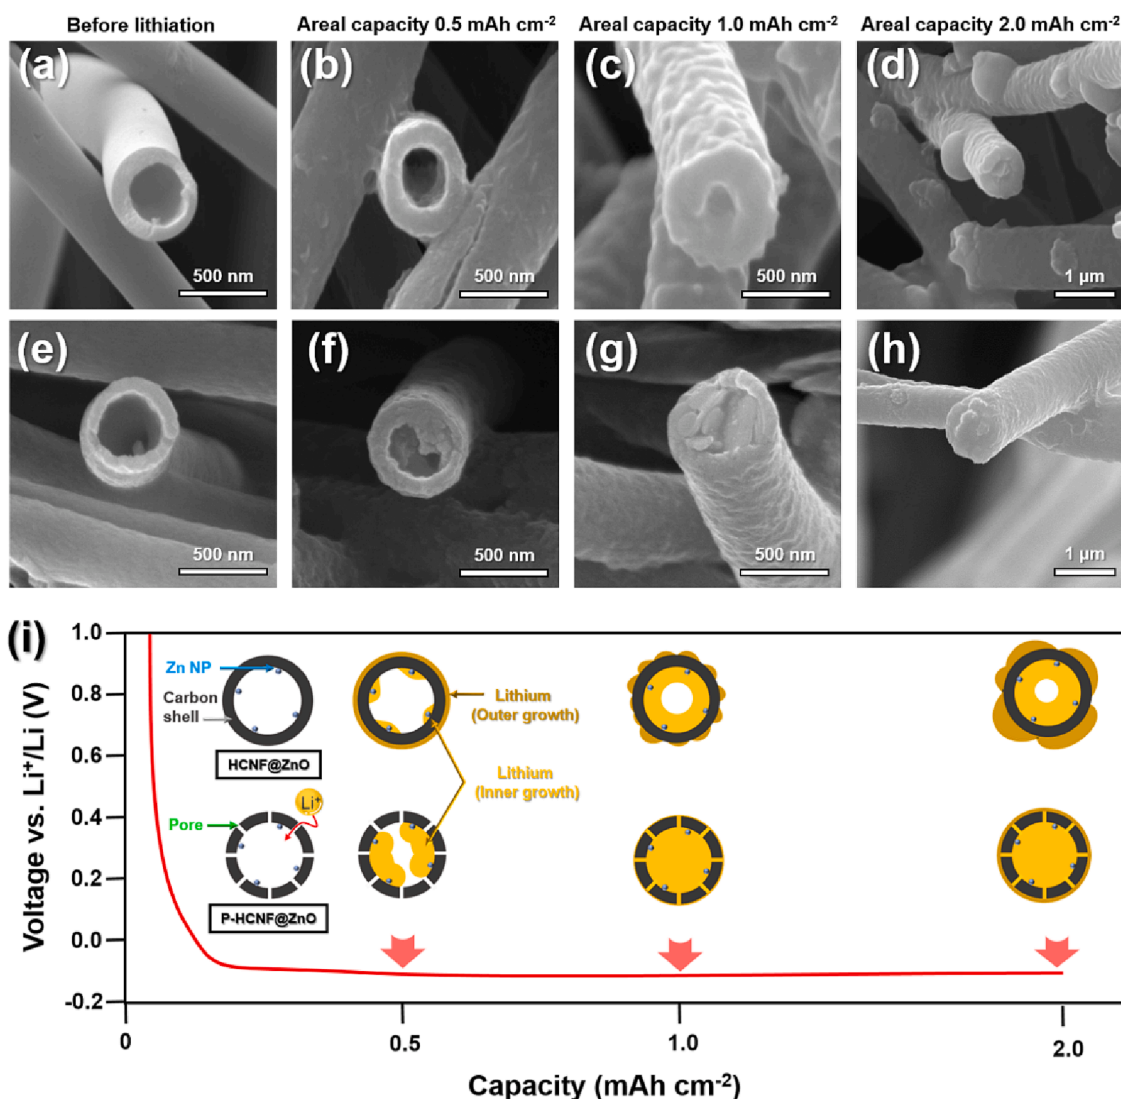 Before lithiation
Areal capacity 0.5 mAh cm⁻²
Areal capacity 1.0 mAh cm⁻²
Areal capacity 2.0 mAh cm⁻²
(a)
(b)
(c)
(d)
500 nm
500 nm
500 nm
1 µm
(e)
(f)
(g)
(h)
500 nm
500 nm
500 nm
1 µm
(i)
Voltage vs. Li⁺/Li (V)
1.0
0.8
0.6
0.4
0.2
0.0
-0.2
Zn NP
Carbon
shell
HCNF@ZnO
Lithium
(Outer growth)
Lithium
(Inner growth)
Li⁺
Pore
P-HCNF@ZnO
0
0.5
1.0
2.0
Capacity (mAh cm⁻²)